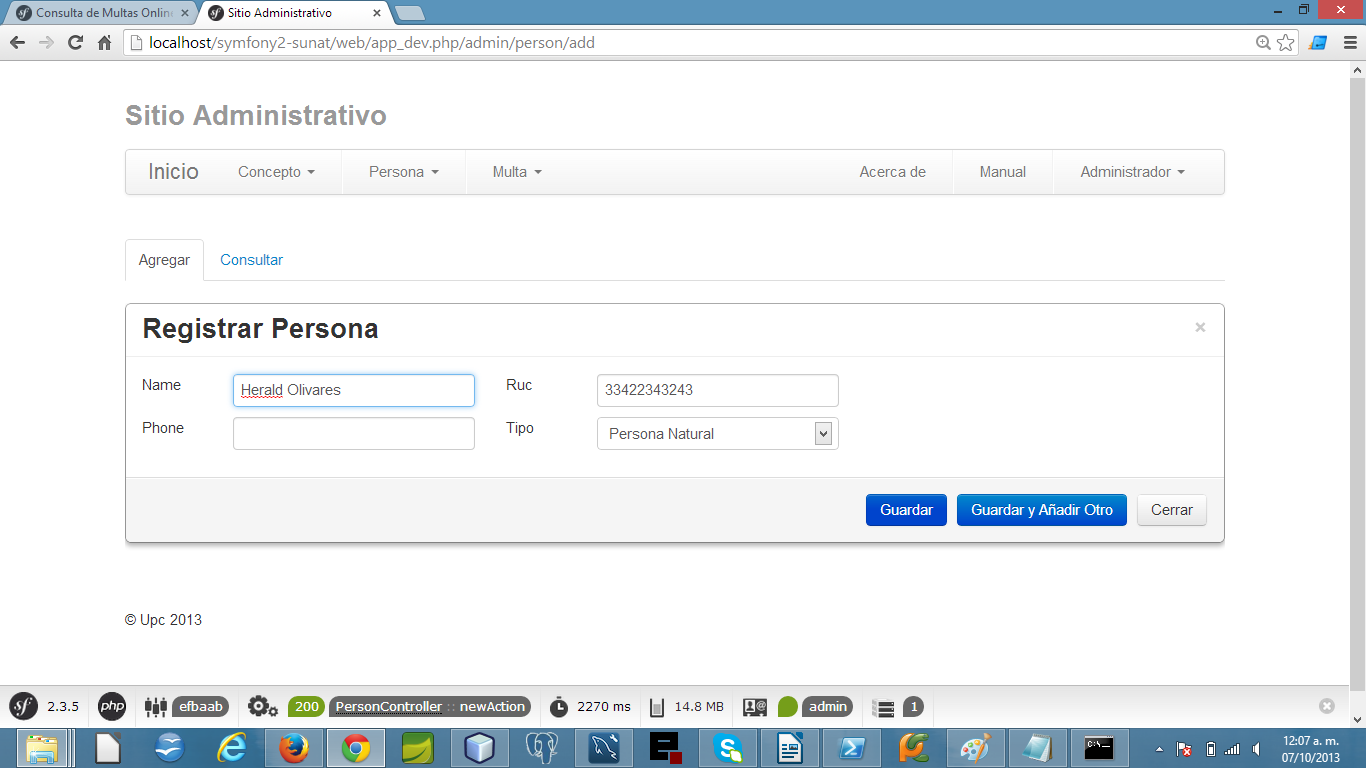 Consulta de Multas Online
Sitio Administrativo
localhost/symfony2-sunat/web/app_dev.php/admin/person/add
Sitio Administrativo
Inicio Concepto Persona Multa Acerca de Manual Administrador
Agregar Consultar
Registrar Persona ×
Name Herald Olivares Ruc 33422343243
Phone Tipo Persona Natural
Guardar Guardar y Añadir Otro Cerrar
© Upc 2013
sf 2.3.5 php efbaab 200 PersonController :: newAction 2270 ms 14.8 MB admin 1
12:07 a. m.
07/10/2013